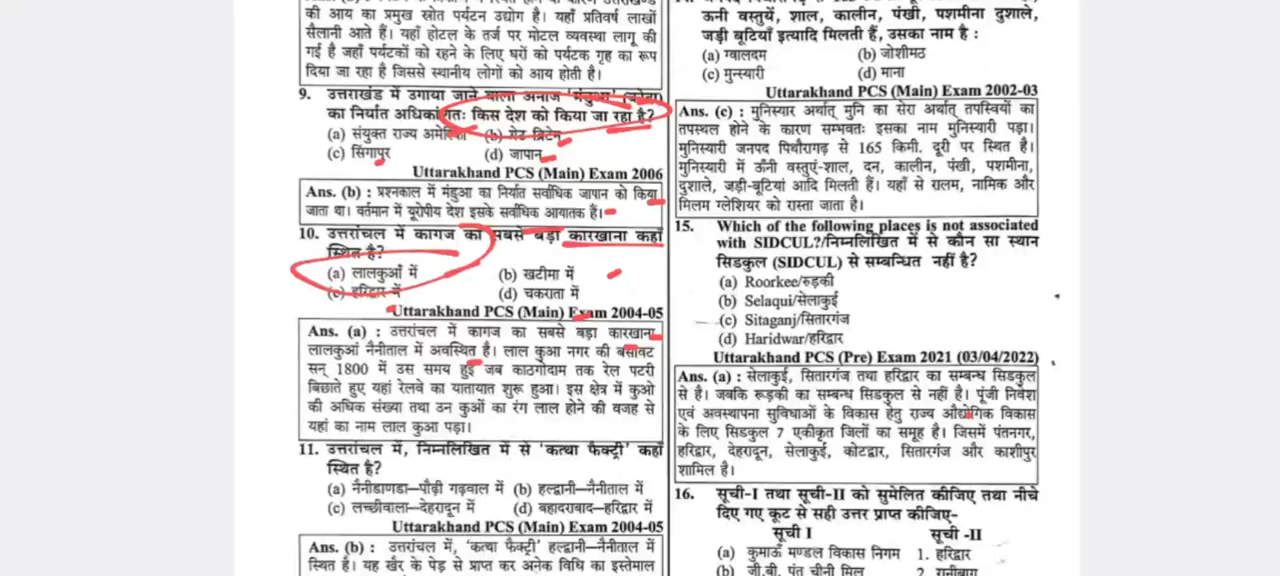 की आय का प्रमुख स्रोत पर्यटन उद्योग है। यहाँ प्रतिवर्ष लाखों
सैलानी आते हैं। यहाँ होटल के तर्ज पर मोटल व्यवस्था लागू की
गई है जहाँ पर्यटकों को रहने के लिए घरों को पर्यटक गृह का रूप
दिया जा रहा है जिससे स्थानीय लोगों को आय होती है।
9. उत्तराखंड में उगाया जाने वाला अनाज 'मंडुआ'
का निर्यात अधिकांशतः किस देश को किया जा रहा है?
(a) संयुक्त राज्य अमेरिका (b) ग्रेट ब्रिटेन
(c) सिंगापुर (d) जापान
Uttarakhand PCS (Main) Exam 2006
Ans. (b) : प्रश्नकाल में मंडुआ का निर्यात सर्वाधिक जापान को किया
जाता था। वर्तमान में यूरोपीय देश इसके सर्वाधिक आयातक हैं।
10. उत्तरांचल में कागज का सबसे बड़ा कारखाना कहाँ
स्थित है?
(a) लालकुआँ में (b) खटीमा में
(c) हरिद्वार में (d) चकराता में
Uttarakhand PCS (Main) Exam 2004-05
Ans. (a) : उत्तरांचल में कागज का सबसे बड़ा कारखाना
लालकुआं नैनीताल में अवस्थित है। लाल कुआ नगर की बसावट
सन् 1800 में उस समय हुई जब काठगोदाम तक रेल पटरी
बिछाते हुए यहां रेलवे का यातायात शुरू हुआ। इस क्षेत्र में कुओ
की अधिक संख्या तथा उन कुओं का रंग लाल होने की वजह से
यहां का नाम लाल कुआ पड़ा।
11. उत्तरांचल में, निम्नलिखित में से 'कत्था फैक्ट्री' कहाँ
स्थित है?
(a) नैनीडाणडा–पौढ़ी गढ़वाल में (b) हल्द्वानी–नैनीताल में
(c) लच्छीवाला–देहरादून में (d) बहादराबाद–हरिद्वार में
Uttarakhand PCS (Main) Exam 2004-05
Ans. (b) : उत्तरांचल में, 'कत्था फैक्ट्री' हल्द्वानी–नैनीताल में
स्थित है। यह खैर के पेड़ से प्राप्त कर अनेक विधि का इस्तेमाल
ऊनी वस्तुयें, शाल, कालीन, पंखी, पशमीना दुशाले,
जड़ी बूटियाँ इत्यादि मिलती हैं, उसका नाम है :
(a) ग्वालदम (b) जोशीमठ
(c) मुन्स्यारी (d) माना
Uttarakhand PCS (Main) Exam 2002-03
Ans. (c) : मुनिस्यार अर्थात् मुनि का सेरा अर्थात् तपस्वियों का
तपस्थल होने के कारण सम्भवतः इसका नाम मुनिस्यारी पड़ा।
मुनिस्यारी जनपद पिथौरागढ़ से 165 किमी. दूरी पर स्थित है।
मुनिस्यारी में ऊँनी वस्तुएं-शाल, दन, कालीन, पंखी, पशमीना,
दुशाले, जड़ी-बूटियां आदि मिलती हैं। यहाँ से रालम, नामिक और
मिलम ग्लेशियर को रास्ता जाता है।
15. Which of the following places is not associated
with SIDCUL?/निम्नलिखित में से कौन सा स्थान
सिडकुल (SIDCUL) से सम्बन्धित नहीं है?
(a) Roorkee/रुड़की
(b) Selaqui/सेलाकुई
(c) Sitaganj/सितारगंज
(d) Haridwar/हरिद्वार
Uttarakhand PCS (Pre) Exam 2021 (03/04/2022)
Ans. (a) : सेलाकुई, सितारगंज तथा हरिद्वार का सम्बन्ध सिडकुल
से है। जबकि रूड़की का सम्बन्ध सिडकुल से नहीं है। पूंजी निवेश
एवं अवस्थापना सुविधाओं के विकास हेतु राज्य औद्योगिक विकास
के लिए सिडकुल 7 एकीकृत जिलों का समूह है। जिसमें पंतनगर,
हरिद्वार, देहरादून, सेलाकुई, कोटद्वार, सितारगंज और काशीपुर
शामिल है।
16. सूची-I तथा सूची-II को सुमेलित कीजिए तथा नीचे
दिए गए कूट से सही उत्तर प्राप्त कीजिए-
सूची I सूची -II
(a) कुमाऊँ मण्डल विकास निगम 1. हरिद्वार
(b) जी.बी. पंत चीनी मिल 2. रानीबाग